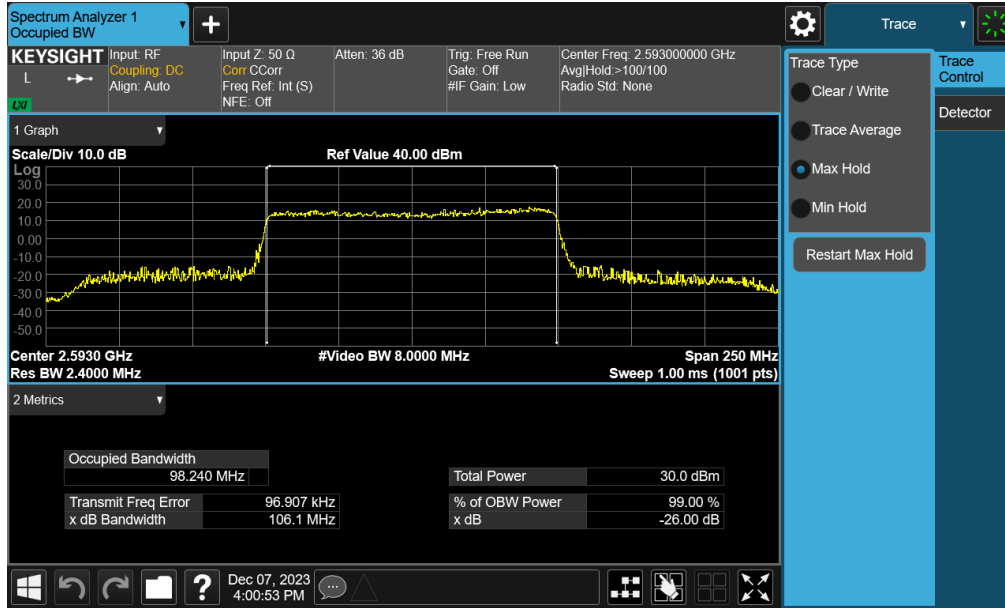 Spectrum Analyzer 1
Occupied BW
Trace
KEYSIGHT
L
LXI
Input: RF
Coupling: DC
Align: Auto
Input Z: 50 Ω
Corr CCorr
Freq Ref: Int (S)
NFE: Off
Atten: 36 dB
Trig: Free Run
Gate: Off
#IF Gain: Low
Center Freq: 2.593000000 GHz
Avg|Hold:>100/100
Radio Std: None
Trace Type
Clear / Write
Trace Average
Max Hold
Min Hold
Restart Max Hold
Trace
Control
Detector
1 Graph
Scale/Div 10.0 dB
Ref Value 40.00 dBm
Log
30.0
20.0
10.0
0.00
-10.0
-20.0
-30.0
-40.0
-50.0
Center 2.5930 GHz
#Video BW 8.0000 MHz
Span 250 MHz
Res BW 2.4000 MHz
Sweep 1.00 ms (1001 pts)
2 Metrics
Occupied Bandwidth
98.240 MHz
Total Power 30.0 dBm
Transmit Freq Error 96.907 kHz
% of OBW Power 99.00 %
x dB Bandwidth 106.1 MHz
x dB -26.00 dB
Dec 07, 2023
4:00:53 PM